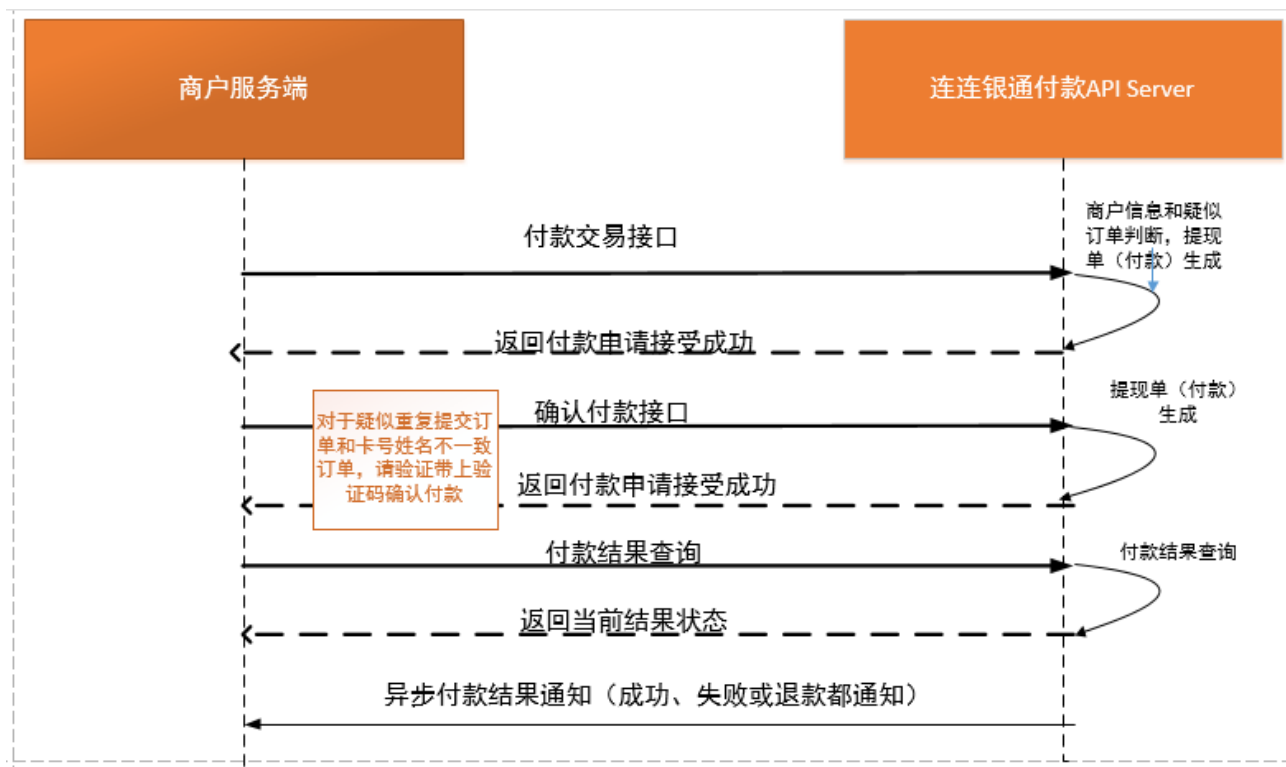 商户服务端
连连银通付款API Server
商户信息和疑似
订单判断，提现
单（付款）生成
付款交易接口
返回付款申请接受成功
提现单（付款）
生成
确认付款接口
对于疑似重复提交订
单和卡号姓名不一致
订单，请验证带上验
证码确认付款
返回付款申请接受成功
付款结果查询
付款结果查询
返回当前结果状态
异步付款结果通知（成功、失败或退款都通知）